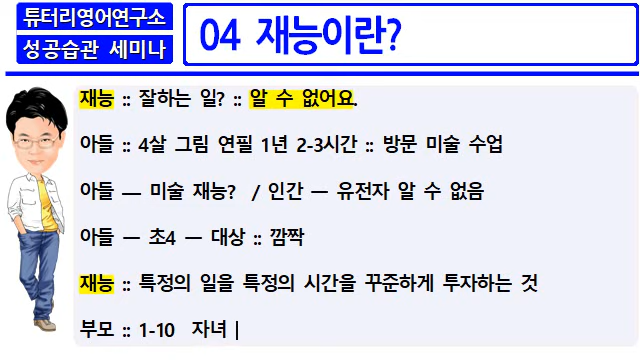 튜터리영어연구소
성공습관 세미나
04 재능이란?
재능 :: 잘하는 일? :: 알 수 없어요.
아들 :: 4살 그림 연필 1년 2-3시간 :: 방문 미술 수업
아들 — 미술 재능? / 인간 — 유전자 알 수 없음
아들 — 초4 — 대상 :: 깜짝
재능 :: 특정의 일을 특정의 시간을 꾸준하게 투자하는 것
부모 :: 1-10 자녀